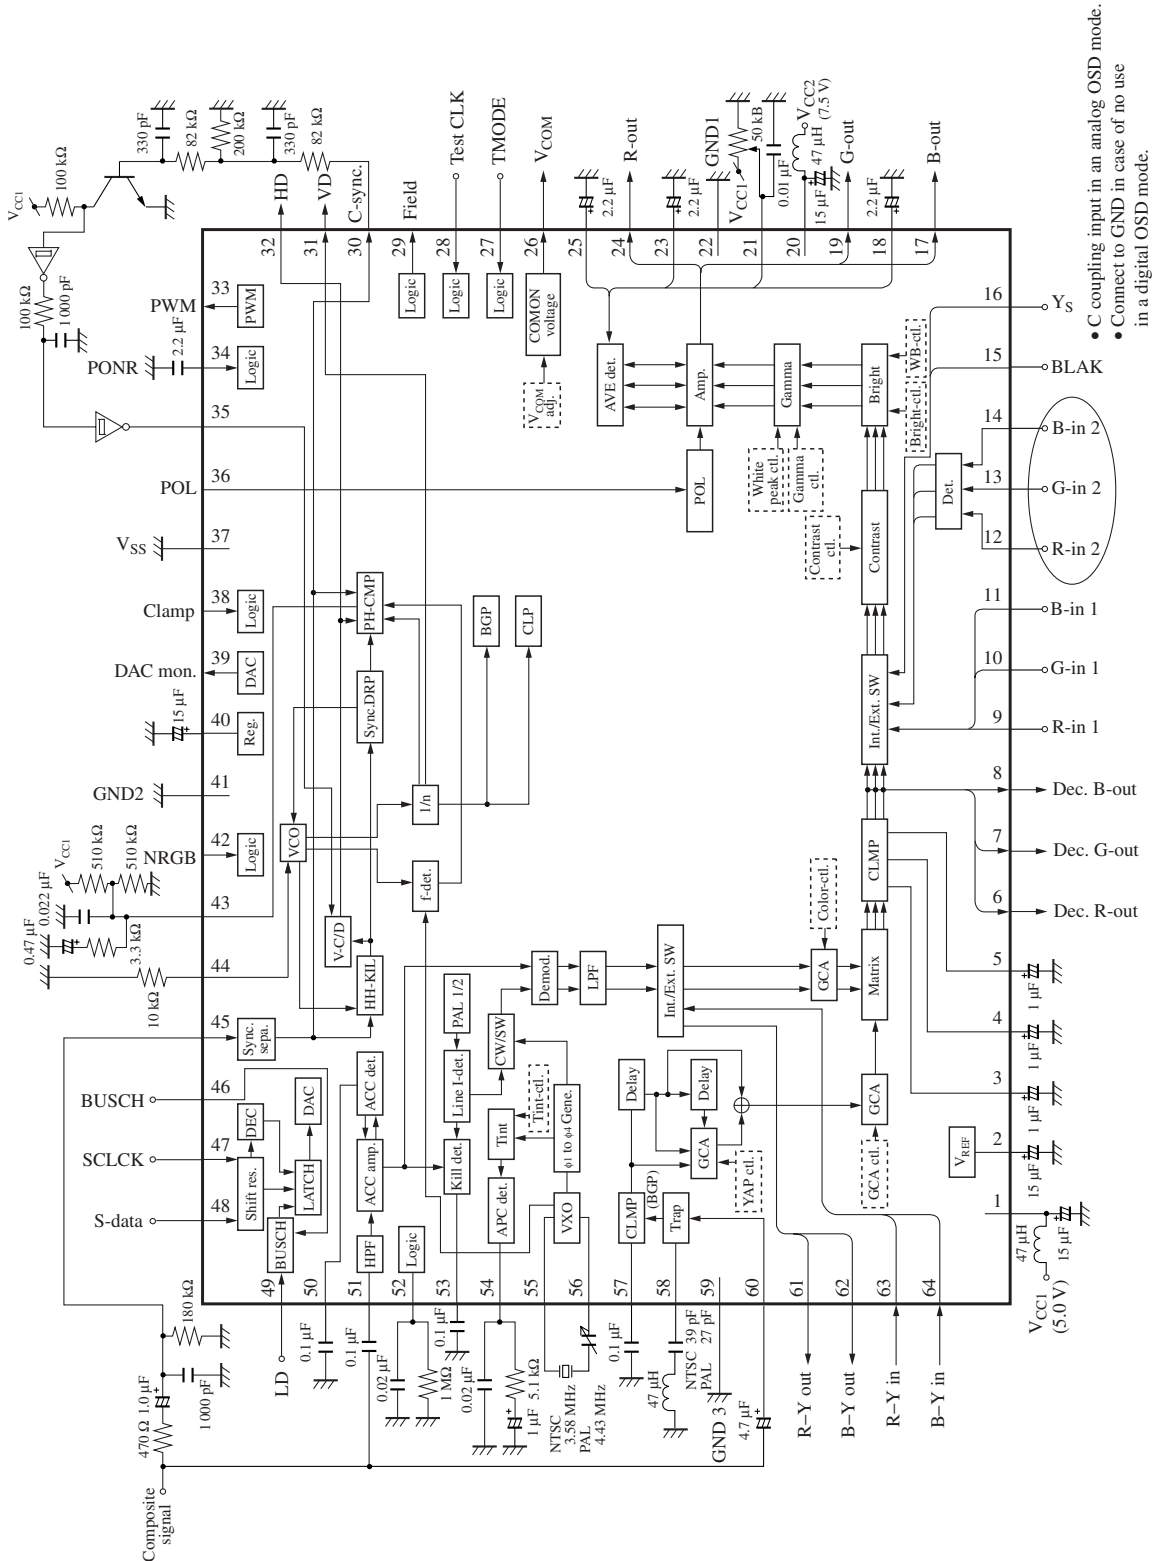 V_CC1
100 kΩ
330 pF
82 kΩ
200 kΩ
330 pF
82 kΩ
HD
VD
C-sync.
Field
Test CLK
TMODE
V_COM
2.2 µF
R-out
2.2 µF
GND1
V_CC1
50 kB
0.01 µF
47 µH
15 µF
V_CC2
(7.5 V)
G-out
2.2 µF
B-out
• C coupling input in an analog OSD mode.
• Connect to GND in case of no use
in a digital OSD mode.
32
31
30
29
28
27
26
25
24
23
22
21
20
19
18
17
100 kΩ
1 000 pF
2.2 µF
PWM
33
PWM
PONR
34
Logic
35
POL
36
V_SS
37
Clamp
38
Logic
DAC mon.
39
DAC
15 µF
40
Reg.
GND2
41
NRGB
42
Logic
V_CC1
510 kΩ
510 kΩ
0.022 µF
43
0.47 µF
3.3 kΩ
44
10 kΩ
45
Sync.
sepa.
BUSCH
46
SCLCK
47
S-data
48
Logic
Logic
Logic
COMON
voltage
V_COM
adj.
AVE det.
Amp.
Gamma
Bright
WB-ctl.
Bright-ctl.
POL
White
peak ctl.
Gamma
ctl.
Contrast
ctl.
Contrast
Det.
Int./Ext. SW
CLMP
Color-ctl.
Matrix
GCA
GCA
GCA ctl.
V_REF
PH-CMP
BGP
CLP
Sync.DRP
1/n
VCO
f-det.
V-C/D
HH-KIL
Demod.
LPF
Int./Ext. SW
PAL 1/2
CW/SW
Line I-det.
Kill det.
ACC det.
ACC amp.
HPF
Logic
Tint-ctl.
Tint
APC det.
φ1 to φ4 Gene.
VXO
Delay
Delay
GCA
YAP ctl.
(BGP)
CLMP
Trap
DEC
DAC
Shift res.
LATCH
BUSCH
16
Y_S
15
BLAK
14
B-in 2
13
G-in 2
12
R-in 2
11
B-in 1
10
G-in 1
9
R-in 1
8
Dec. B-out
7
Dec. G-out
6
Dec. R-out
5
1 µF
4
1 µF
3
1 µF
2
15 µF
1
47 µH
15 µF
V_CC1
(5.0 V)
49
50
51
52
53
54
55
56
57
58
59
60
61
62
63
64
180 kΩ
1 000 pF
1.0 µF
470 Ω
Composite
signal
LD
0.1 µF
0.1 µF
0.02 µF
1 MΩ
0.1 µF
0.02 µF
5.1 kΩ
1 µF
NTSC
3.58 MHz
PAL
4.43 MHz
0.1 µF
47 µH
NTSC 39 pF
PAL 27 pF
GND 3
4.7 µF
R–Y out
B–Y out
R–Y in
B–Y in